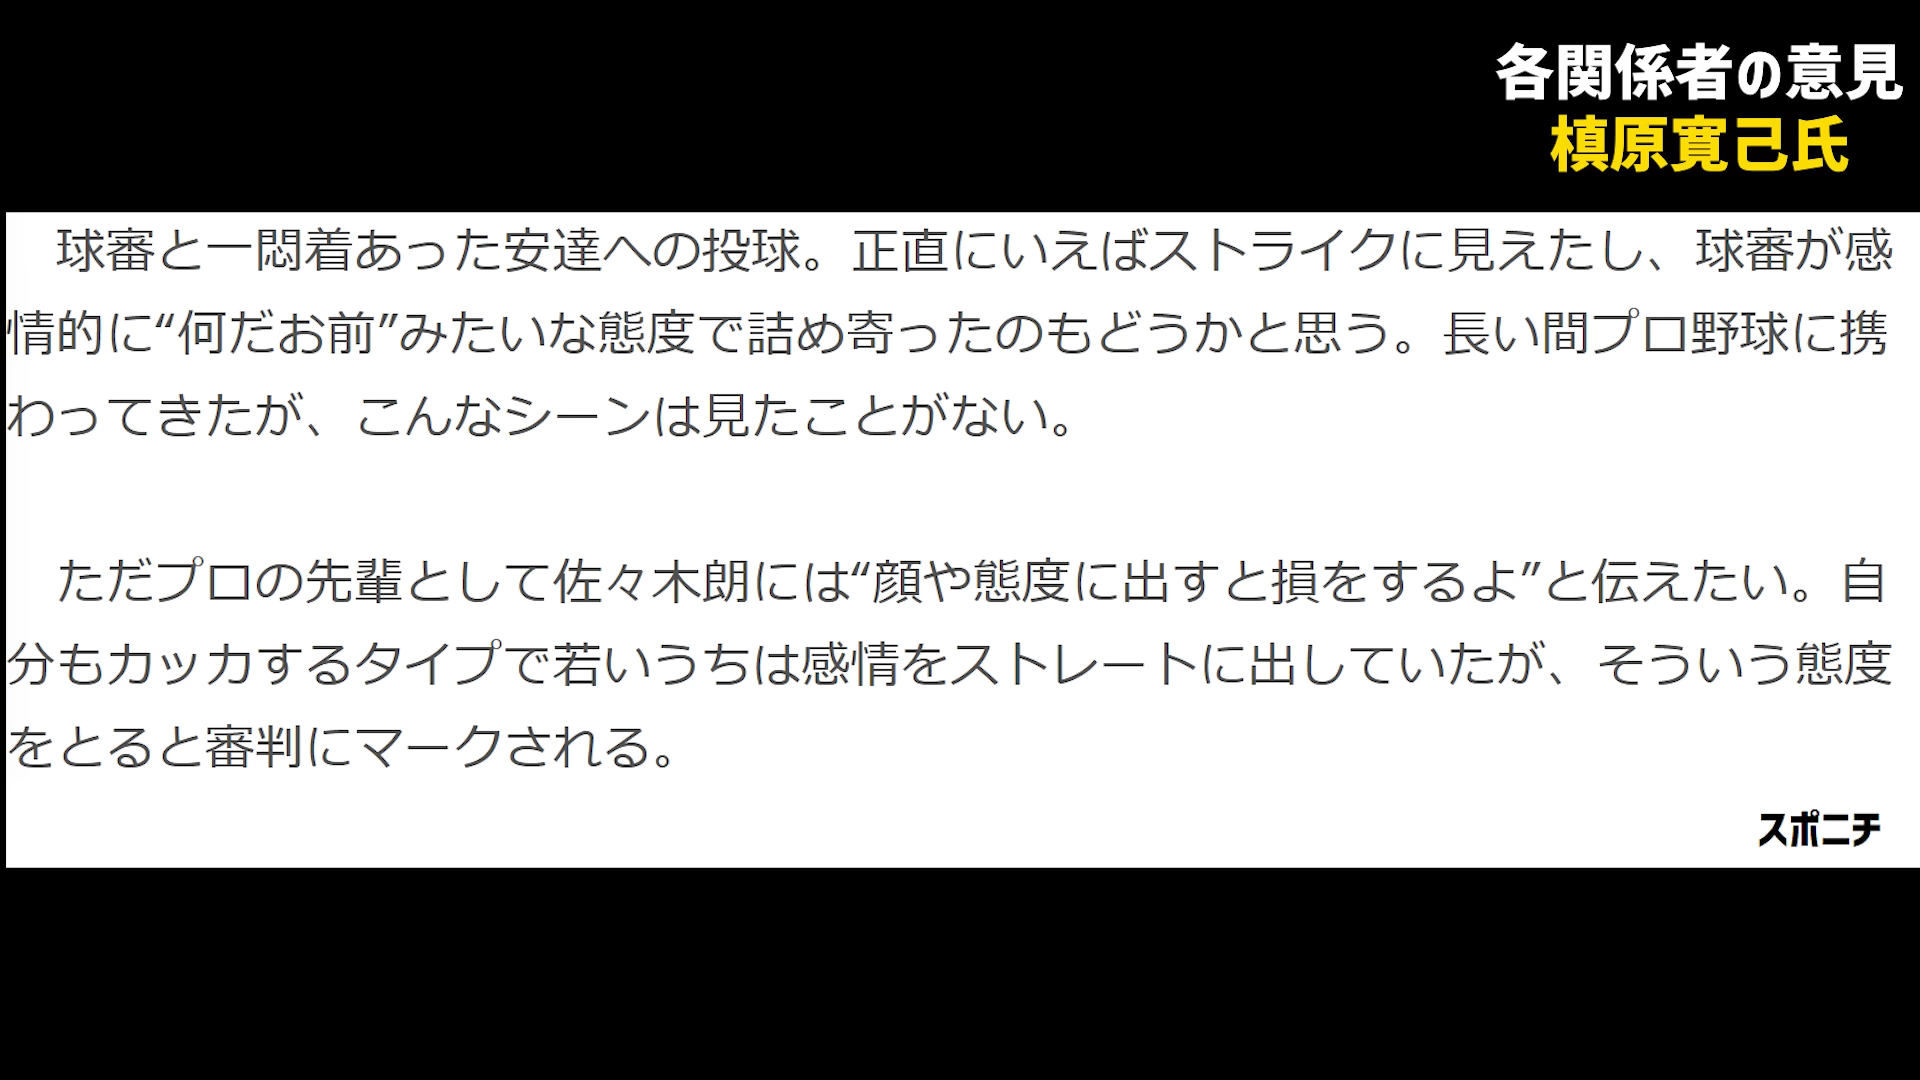 各関係者の意見
槙原寛己氏
球審と一悶着あった安達への投球。正直にいえばストライクに見えたし、球審が感
情的に“何だお前”みたいな態度で詰め寄ったのもどうかと思う。長い間プロ野球に携
わってきたが、こんなシーンは見たことがない。
ただプロの先輩として佐々木朗には“顔や態度に出すと損をするよ”と伝えたい。自
分もカッカするタイプで若いうちは感情をストレートに出していたが、そういう態度
をとると審判にマークされる。
スポニチ